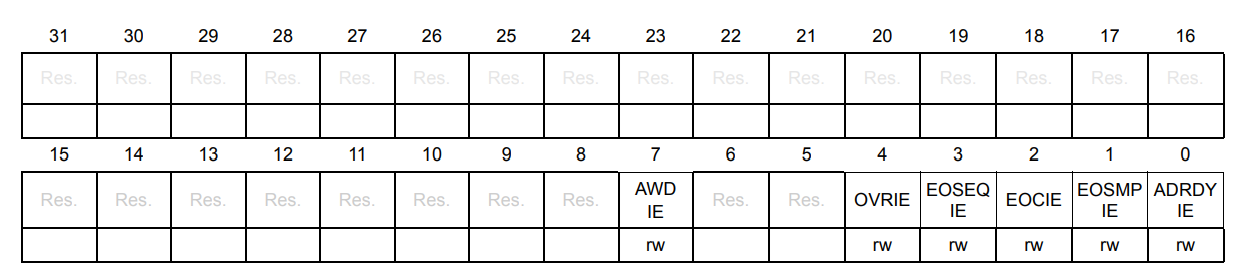 31 30 29 28 27 26 25 24 23 22 21 20 19 18 17 16
Res. Res. Res. Res. Res. Res. Res. Res. Res. Res. Res. Res. Res. Res. Res. Res.
15 14 13 12 11 10 9 8 7 6 5 4 3 2 1 0
Res. Res. Res. Res. Res. Res. Res. Res. AWD IE Res. Res. OVRIE EOSEQ IE EOCIE EOSMP IE ADRDY IE
rw rw rw rw rw rw